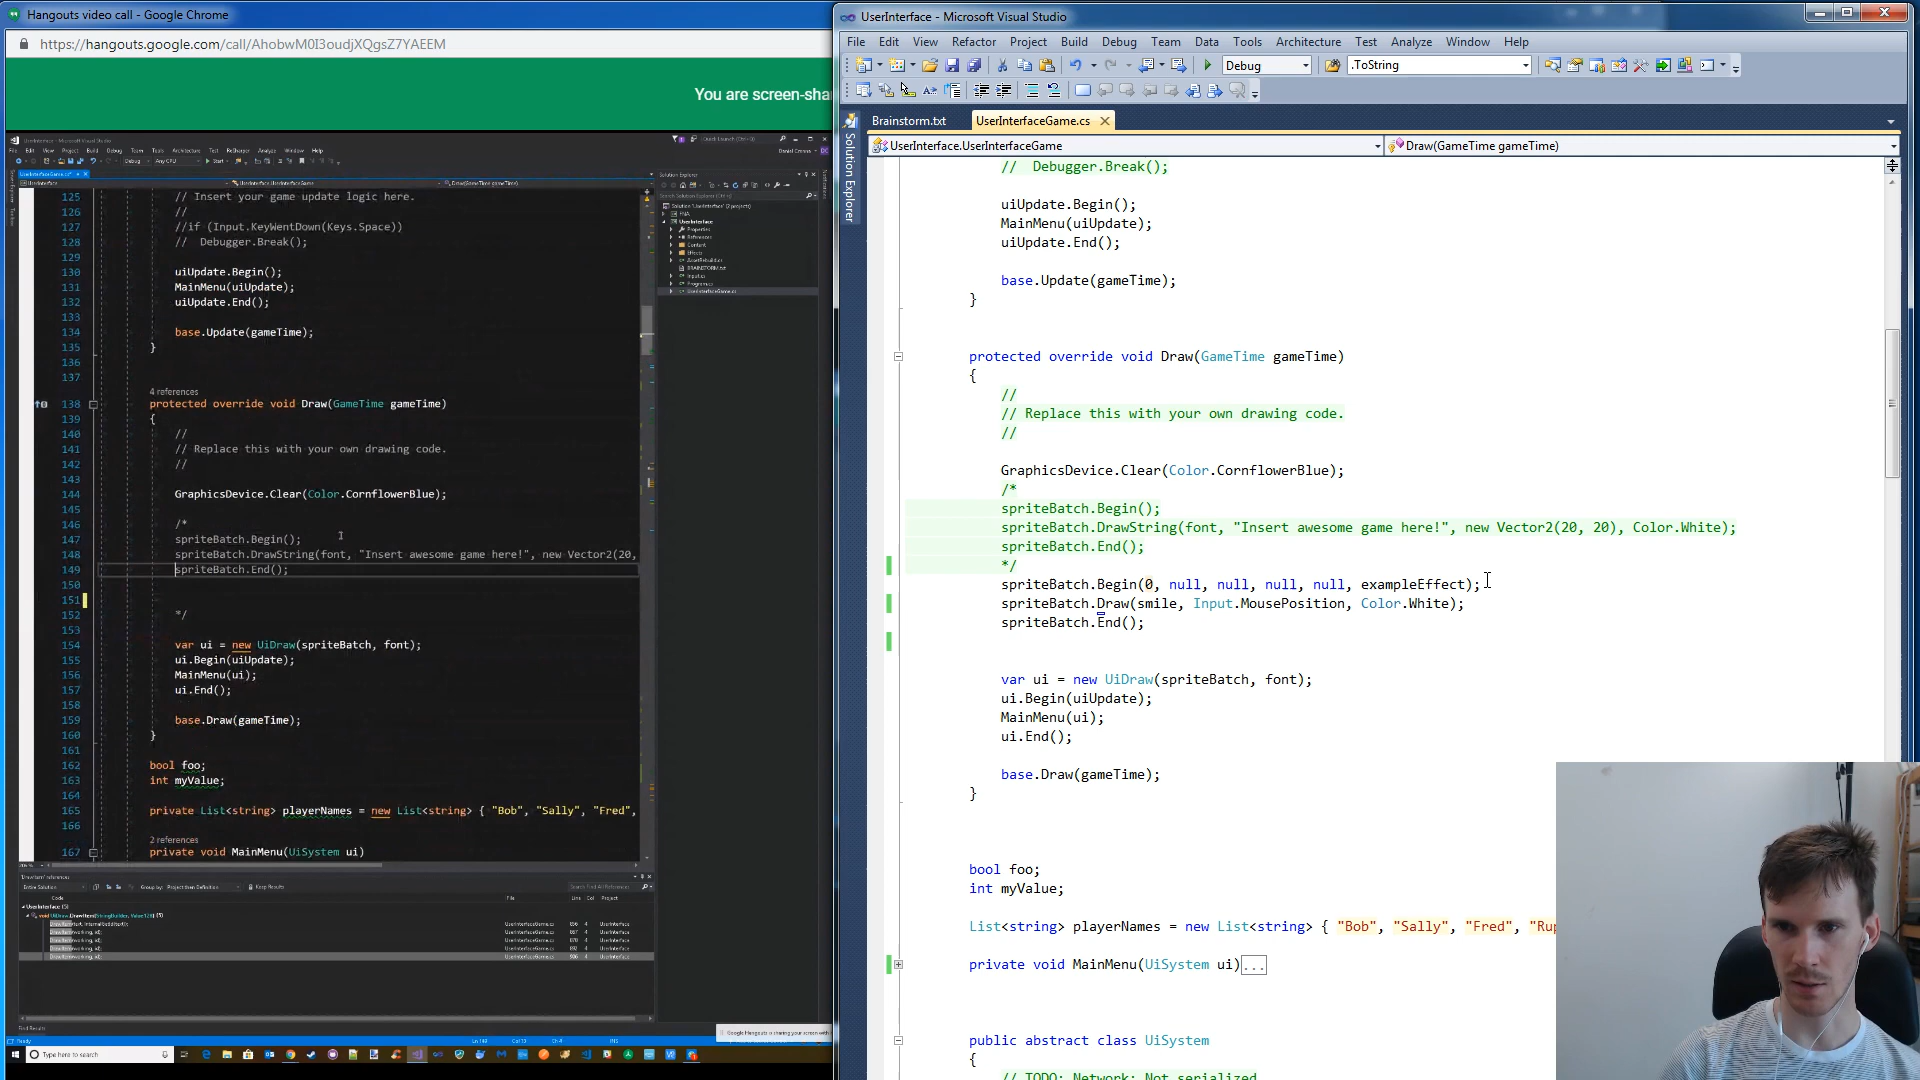 Hangouts video call - Google Chrome
https://hangouts.google.com/call/AhobwM0I3oudjXQgsZ7YAEEM
You are screen-sha
125 // Insert your game update logic here.
126 //
127 //if (Input.KeyWentDown(Keys.Space))
128 // Debugger.Break();
129
130 uiUpdate.Begin();
131 MainMenu(uiUpdate);
132 uiUpdate.End();
133
134 base.Update(gameTime);
135 }
136
137
4 references
138 protected override void Draw(GameTime gameTime)
139 {
140 //
141 // Replace this with your own drawing code.
142 //
143
144 GraphicsDevice.Clear(Color.CornflowerBlue);
145
146 /*
147 spriteBatch.Begin();
148 spriteBatch.DrawString(font, "Insert awesome game here!", new Vector2(20,
149 spriteBatch.End();
150
151
152 */
153
154 var ui = new UiDraw(spriteBatch, font);
155 ui.Begin(uiUpdate);
156 MainMenu(ui);
157 ui.End();
158
159 base.Draw(gameTime);
160 }
161
162 bool foo;
163 int myValue;
164
165 private List<string> playerNames = new List<string> { "Bob", "Sally", "Fred",
166
2 references
167 private void MainMenu(UiSystem ui)
Type here to search
UserInterface - Microsoft Visual Studio
File Edit View Refactor Project Build Debug Team Data Tools Architecture Test Analyze Window Help
Debug .ToString
Solution Explorer
Brainstorm.txt UserInterfaceGame.cs
UserInterface.UserInterfaceGame Draw(GameTime gameTime)
// Debugger.Break();
uiUpdate.Begin();
MainMenu(uiUpdate);
uiUpdate.End();
base.Update(gameTime);
}
protected override void Draw(GameTime gameTime)
{
//
// Replace this with your own drawing code.
//
GraphicsDevice.Clear(Color.CornflowerBlue);
/*
spriteBatch.Begin();
spriteBatch.DrawString(font, "Insert awesome game here!", new Vector2(20, 20), Color.White);
spriteBatch.End();
*/
spriteBatch.Begin(0, null, null, null, null, exampleEffect);
spriteBatch.Draw(smile, Input.MousePosition, Color.White);
spriteBatch.End();
var ui = new UiDraw(spriteBatch, font);
ui.Begin(uiUpdate);
MainMenu(ui);
ui.End();
base.Draw(gameTime);
}
bool foo;
int myValue;
List<string> playerNames = new List<string> { "Bob", "Sally", "Fred", "Rup
private void MainMenu(UiSystem ui)...
public abstract class UiSystem
{
// TODO: Network: Not serialized